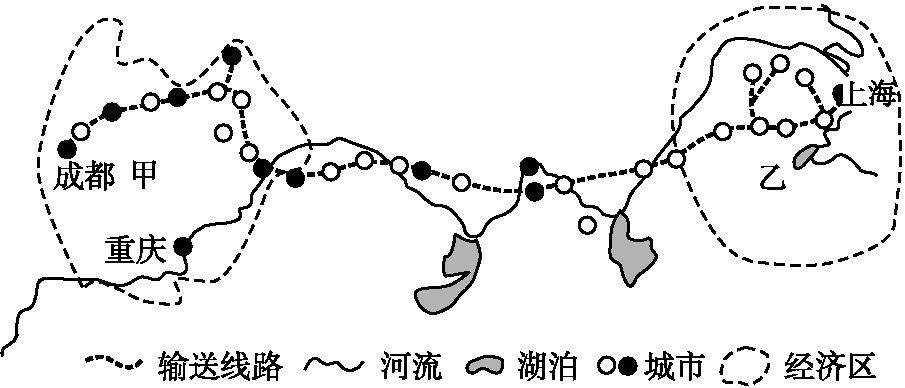 上海
成都 甲
乙
重庆
输送线路 河流 湖泊 城市 经济区